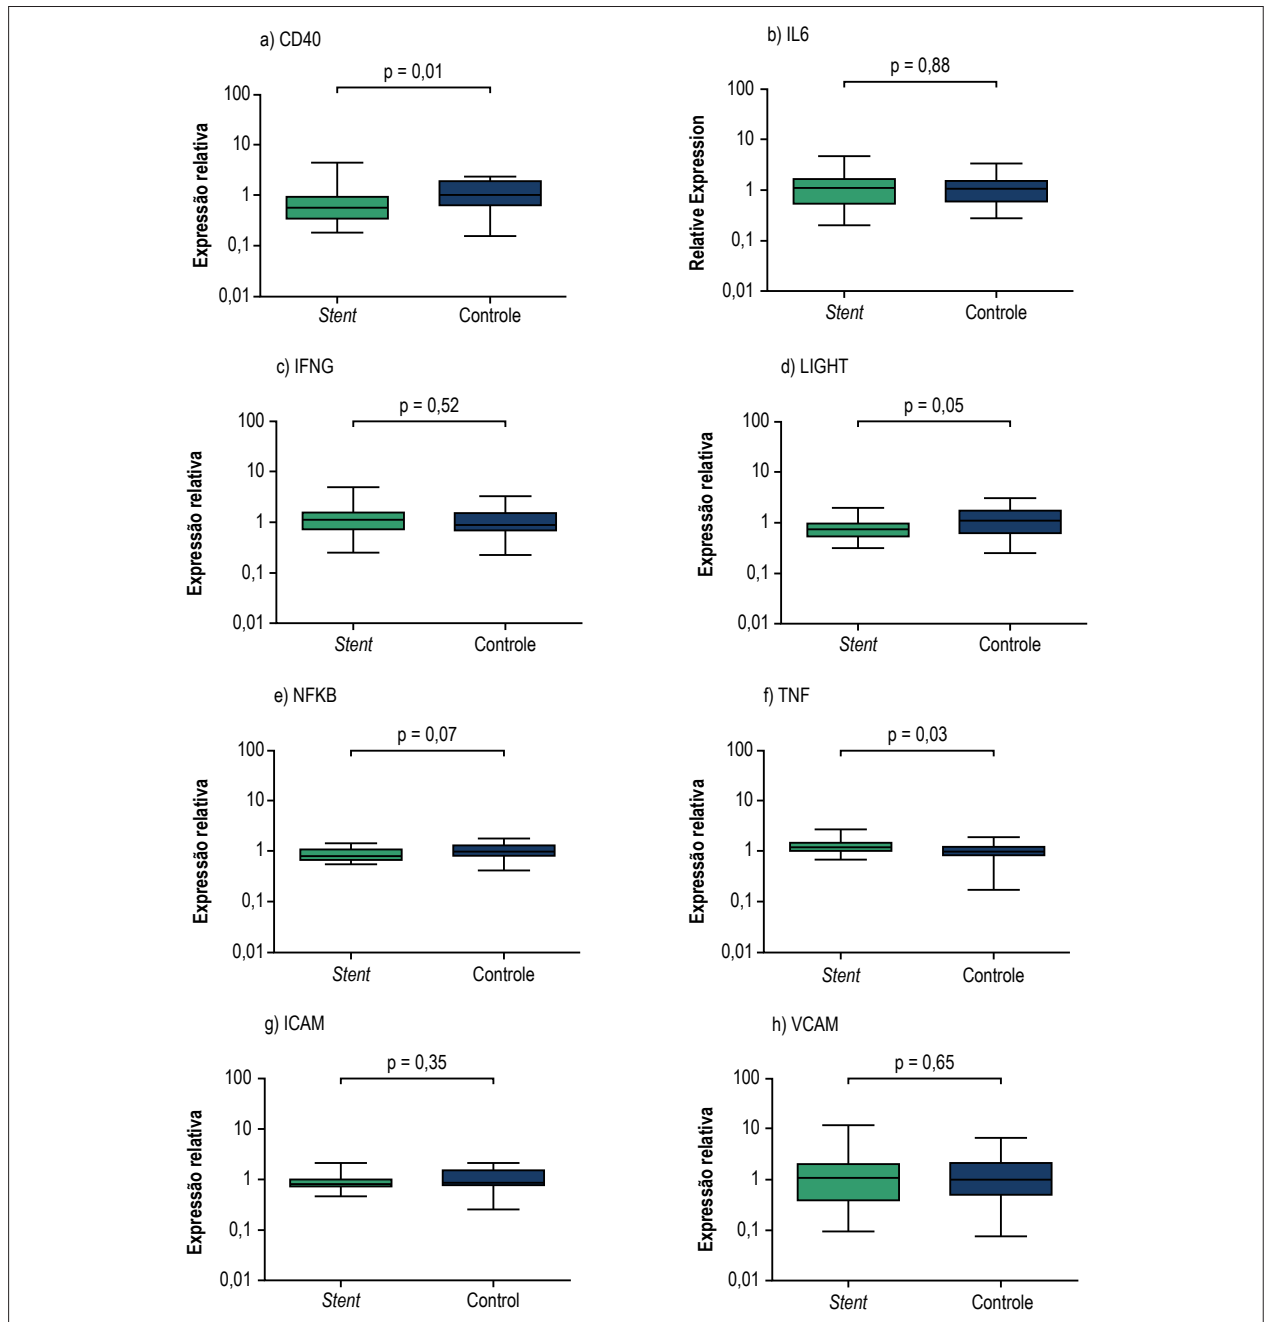 a) CD40
p = 0,01
Expressão relativa
100
10
1
0,1
0,01
Stent
Controle
b) IL6
p = 0,88
Relative Expression
100
10
1
0,1
0,01
Stent
Controle
c) IFNG
p = 0,52
Expressão relativa
100
10
1
0,1
0,01
Stent
Controle
d) LIGHT
p = 0,05
Expressão relativa
100
10
1
0,1
0,01
Stent
Controle
e) NFKB
p = 0,07
Expressão relativa
100
10
1
0,1
0,01
Stent
Controle
f) TNF
p = 0,03
Expressão relativa
100
10
1
0,1
0,01
Stent
Controle
g) ICAM
p = 0,35
Expressão relativa
100
10
1
0,1
0,01
Stent
Control
h) VCAM
p = 0,65
Expressão relativa
100
10
1
0,1
0,01
Stent
Controle